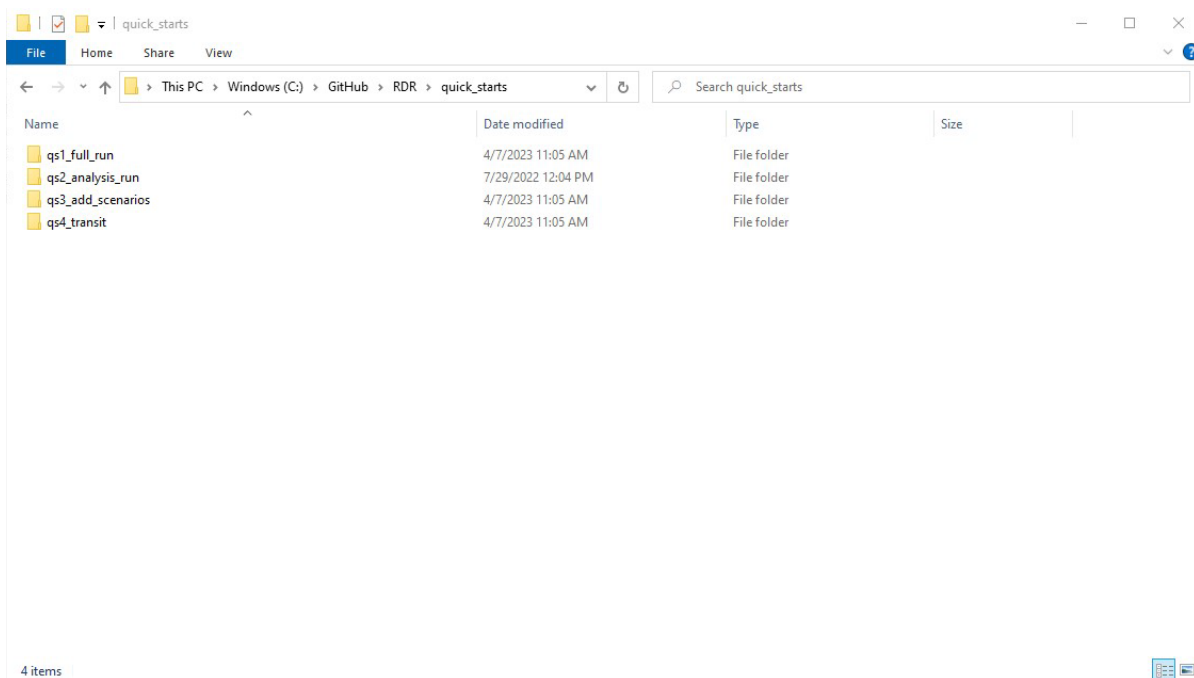 quick_starts
File Home Share View
This PC > Windows (C:) > GitHub > RDR > quick_starts Search quick_starts
Name Date modified Type Size
qs1_full_run 4/7/2023 11:05 AM File folder
qs2_analysis_run 7/29/2022 12:04 PM File folder
qs3_add_scenarios 4/7/2023 11:05 AM File folder
qs4_transit 4/7/2023 11:05 AM File folder
4 items